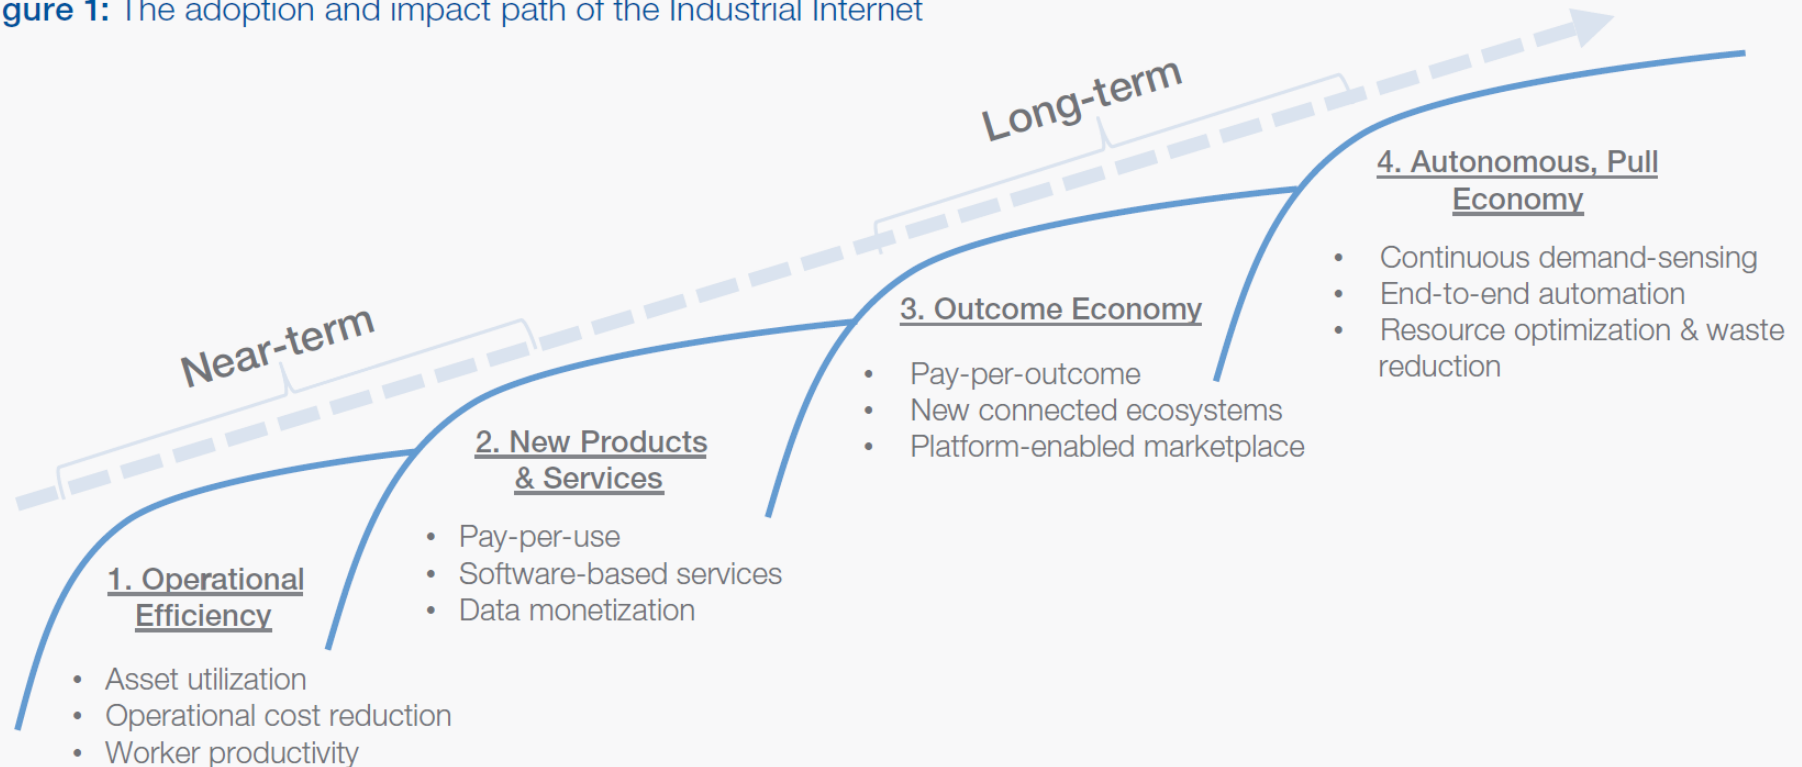 gure 1: The adoption and impact path of the Industrial Internet
Near-term
Long-term
1. Operational
Efficiency
• Asset utilization
• Operational cost reduction
• Worker productivity
2. New Products
& Services
• Pay-per-use
• Software-based services
• Data monetization
3. Outcome Economy
• Pay-per-outcome
• New connected ecosystems
• Platform-enabled marketplace
4. Autonomous, Pull
Economy
• Continuous demand-sensing
• End-to-end automation
• Resource optimization & waste
reduction